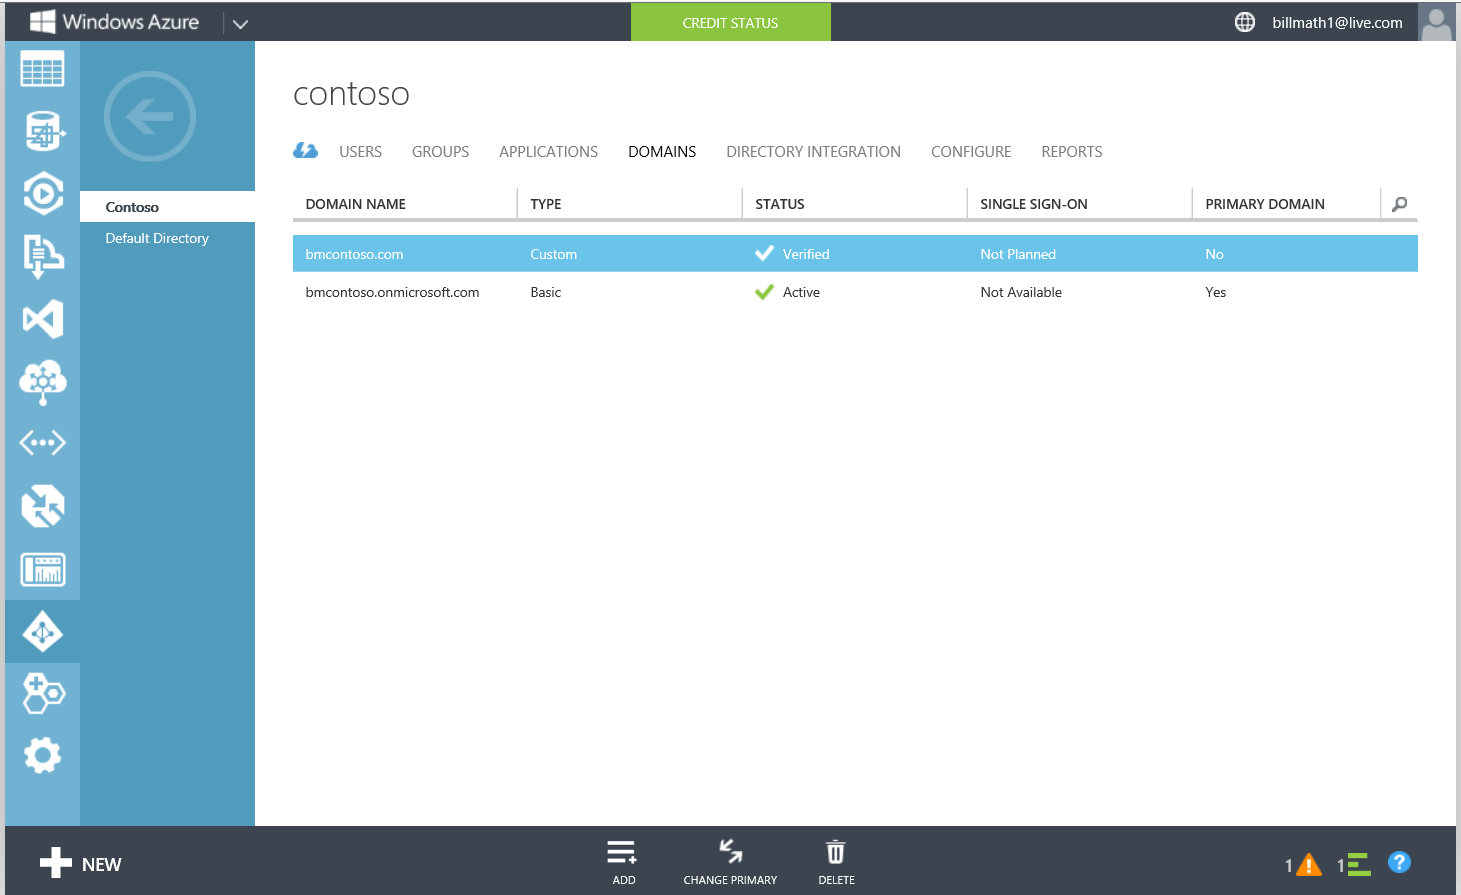 Windows Azure
CREDIT STATUS
billmath1@live.com
Contoso
Default Directory
contoso
USERS GROUPS APPLICATIONS DOMAINS DIRECTORY INTEGRATION CONFIGURE REPORTS
DOMAIN NAME TYPE STATUS SINGLE SIGN-ON PRIMARY DOMAIN
bmcontoso.com Custom Verified Not Planned No
bmcontoso.onmicrosoft.com Basic Active Not Available Yes
NEW
ADD
CHANGE PRIMARY
DELETE
1
1
?